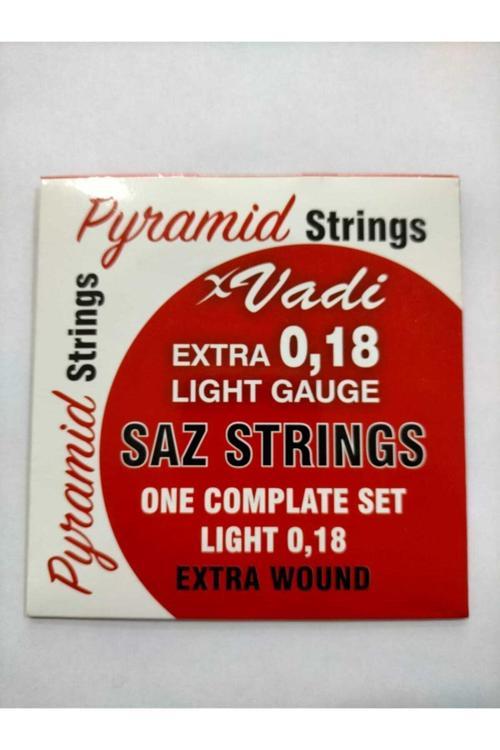 Pyramid Strings
Pyramid Strings
xVadi
EXTRA 0,18
LIGHT GAUGE
SAZ STRINGS
ONE COMPLATE SET
LIGHT 0,18
EXTRA WOUND